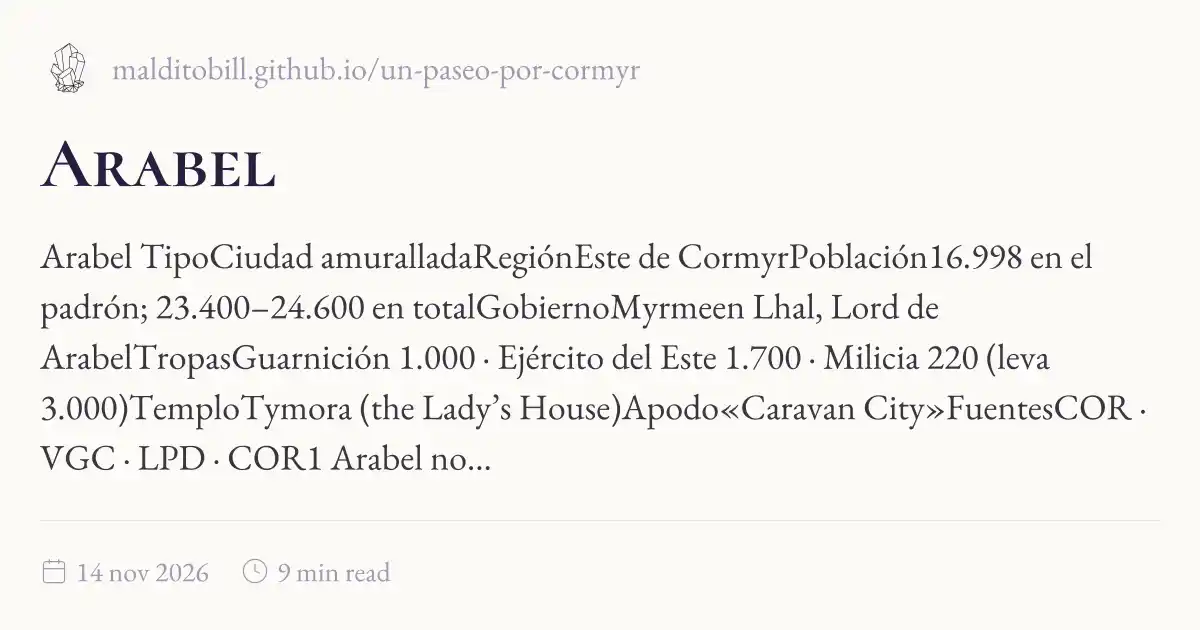 malditobill.github.io/un-paseo-por-cormyr
Arabel
Arabel TipoCiudad amuralladaRegiónEste de CormyrPoblación16.998 en el
padrón; 23.400–24.600 en totalGobiernoMyrmeen Lhal, Lord de
ArabelTropasGuarnición 1.000 · Ejército del Este 1.700 · Milicia 220 (leva
3.000)TemploTymora (the Lady’s House)Apodo«Caravan City»FuentesCOR ·
VGC · LPD · COR1 Arabel no...
14 nov 2026 9 min read